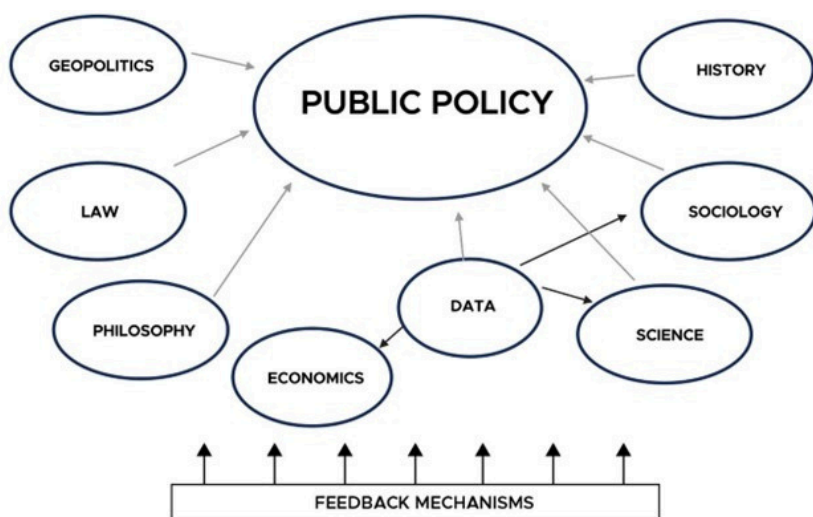 GEOPOLITICS
PUBLIC POLICY
HISTORY
LAW
SOCIOLOGY
DATA
PHILOSOPHY
SCIENCE
ECONOMICS
FEEDBACK MECHANISMS